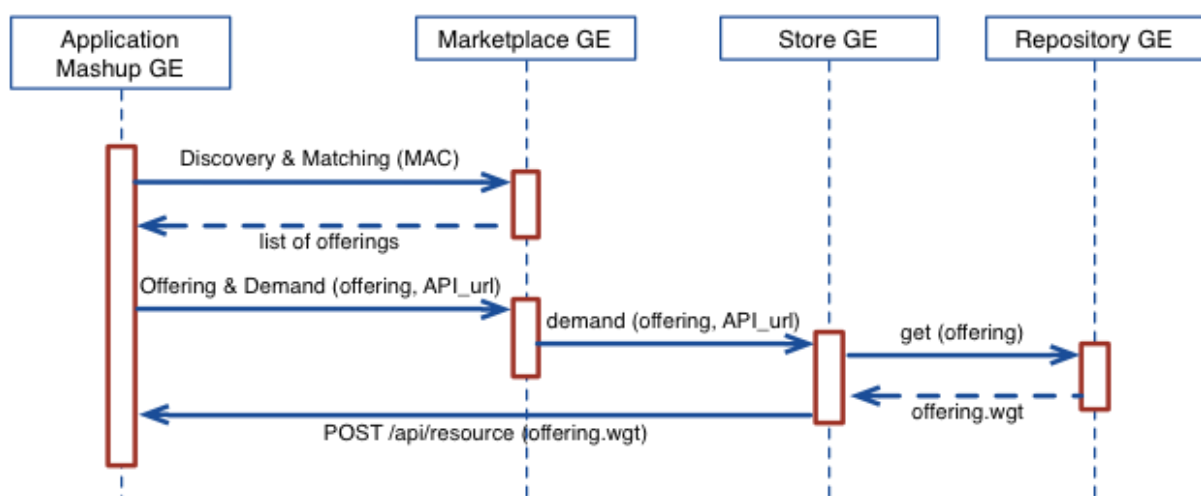 Application
Mashup GE
Marketplace GE
Store GE
Repository GE
Discovery & Matching (MAC)
list of offerings
Offering & Demand (offering, API_url)
demand (offering, API_url)
get (offering)
offering.wgt
POST /api/resource (offering.wgt)